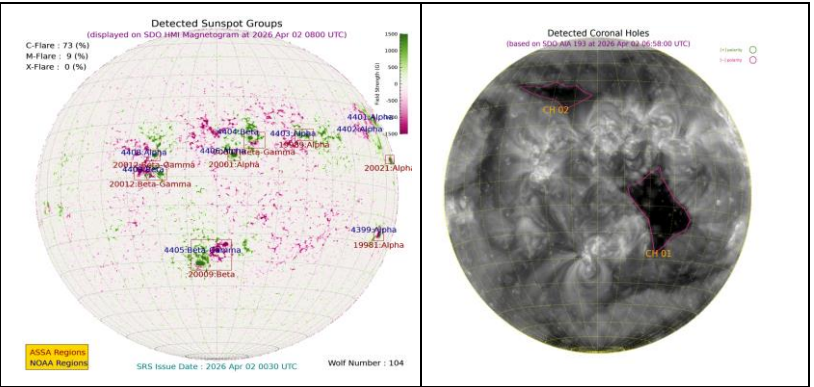 Detected Sunspot Groups
(displayed on SDO HMI Magnetogram at 2026 Apr 02 0800 UTC)
C-Flare : 73 (%)
M-Flare : 9 (%)
X-Flare : 0 (%)
1500
1000
500
0
-500
-1000
-1500
Field Strength (G)
4401:Alpha
4402:Alpha
4404:Beta
4403:Alpha
20021:Alpha
20012:Beta-Gamma
20001:Alpha
4399:Alpha
19981:Alpha
4405:Beta-Gamma
20009:Beta
ASSA Regions
NOAA Regions
SRS Issue Date : 2026 Apr 02 0030 UTC
Wolf Number : 104
Detected Coronal Holes
(based on SDO AIA 193 at 2026 Apr 02 06:58:00 UTC)
CH 02
CH 01